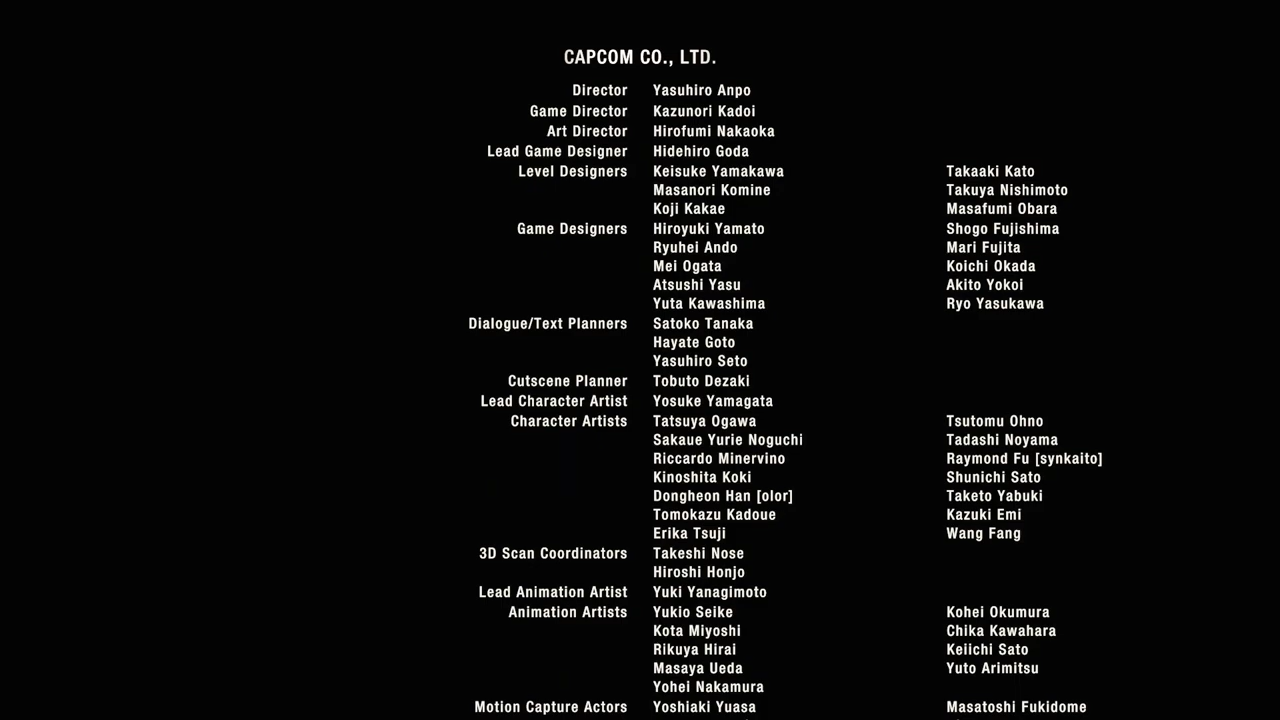 CAPCOM CO., LTD.
Director Yasuhiro Anpo
Game Director Kazunori Kadoi
Art Director Hirofumi Nakaoka
Lead Game Designer Hidehiro Goda
Level Designers Keisuke Yamakawa Takaaki Kato
Masanori Komine Takuya Nishimoto
Koji Kakae Masafumi Obara
Game Designers Hiroyuki Yamato Shogo Fujishima
Ryuhei Ando Mari Fujita
Mei Ogata Koichi Okada
Atsushi Yasu Akito Yokoi
Yuta Kawashima Ryo Yasukawa
Dialogue/Text Planners Satoko Tanaka
Hayate Goto
Yasuhiro Seto
Cutscene Planner Tobuto Dezaki
Lead Character Artist Yosuke Yamagata
Character Artists Tatsuya Ogawa Tsutomu Ohno
Sakaue Yurie Noguchi Tadashi Noyama
Riccardo Minervino Raymond Fu [synkaito]
Kinoshita Koki Shunichi Sato
Dongheon Han [olor] Taketo Yabuki
Tomokazu Kadoue Kazuki Emi
Erika Tsuji Wang Fang
3D Scan Coordinators Takeshi Nose
Hiroshi Honjo
Lead Animation Artist Yuki Yanagimoto
Animation Artists Yukio Seike Kohei Okumura
Kota Miyoshi Chika Kawahara
Rikuya Hirai Keiichi Sato
Masaya Ueda Yuto Arimitsu
Yohei Nakamura
Motion Capture Actors Yoshiaki Yuasa Masatoshi Fukidome